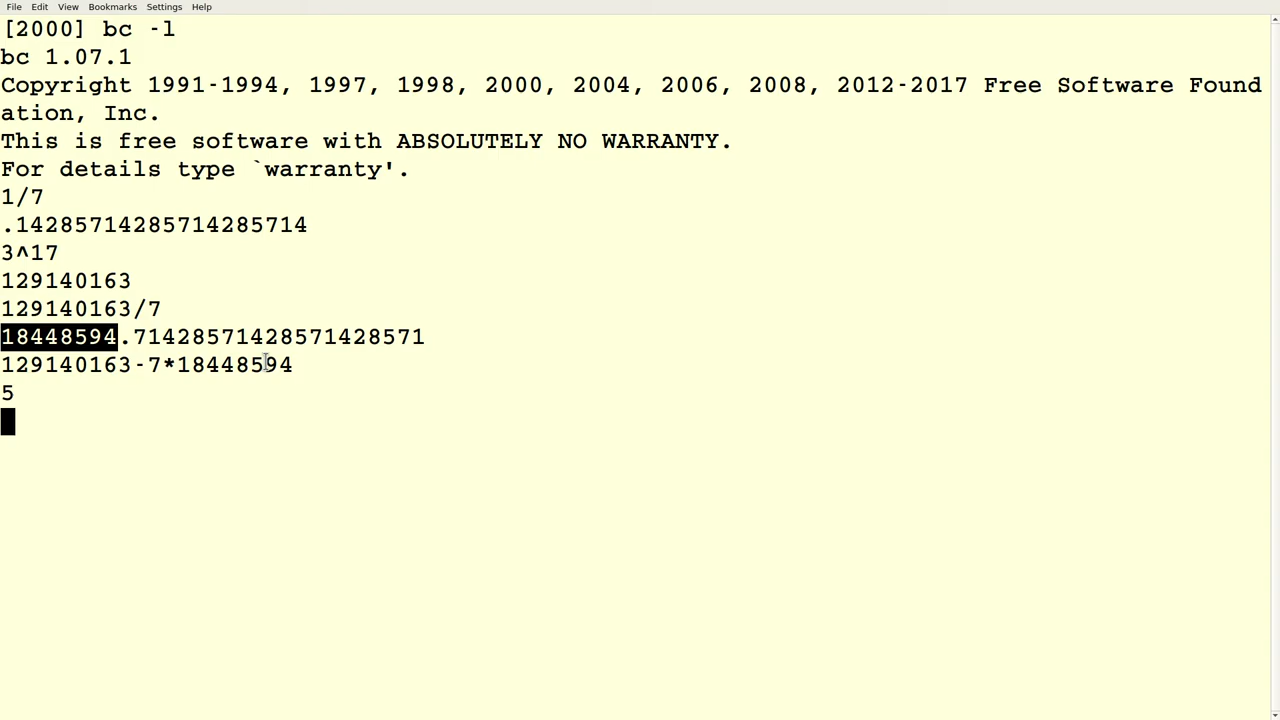 File Edit View Bookmarks Settings Help
[2000] bc -l
bc 1.07.1
Copyright 1991-1994, 1997, 1998, 2000, 2004, 2006, 2008, 2012-2017 Free Software Found
ation, Inc.
This is free software with ABSOLUTELY NO WARRANTY.
For details type `warranty'.
1/7
.14285714285714285714
3^17
129140163
129140163/7
18448594.71428571428571428571
129140163-7*18448594
5